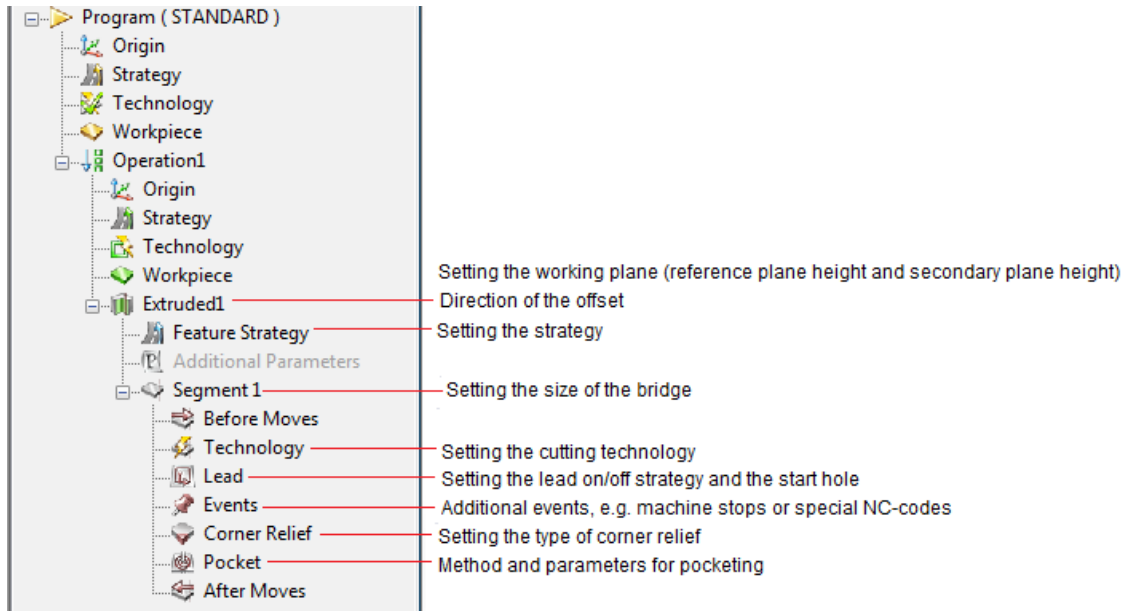 Program ( STANDARD )
Origin
Strategy
Technology
Workpiece
Operation1
Origin
Strategy
Technology
Workpiece
Setting the working plane (reference plane height and secondary plane height)
Extruded1
Direction of the offset
Feature Strategy
Setting the strategy
Additional Parameters
Segment 1
Setting the size of the bridge
Before Moves
Technology
Setting the cutting technology
Lead
Setting the lead on/off strategy and the start hole
Events
Additional events, e.g. machine stops or special NC-codes
Corner Relief
Setting the type of corner relief
Pocket
Method and parameters for pocketing
After Moves